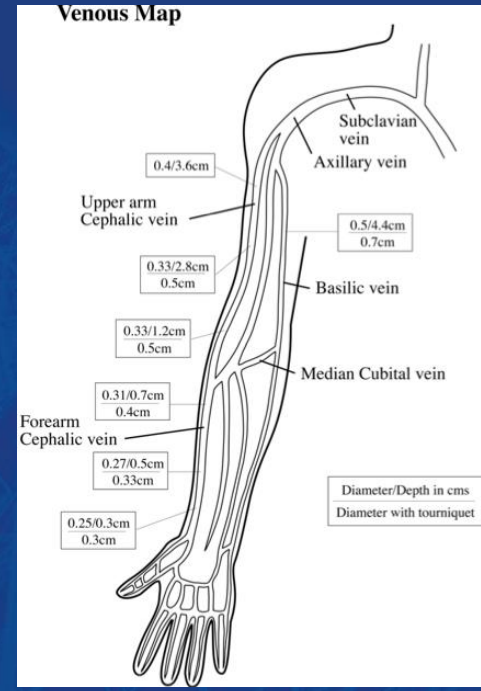 Venous Map
Subclavian
vein
Axillary vein
0.4/3.6cm
Upper arm
Cephalic vein
0.5/4.4cm
0.7cm
0.33/2.8cm
0.5cm
Basilic vein
0.33/1.2cm
0.5cm
Median Cubital vein
0.31/0.7cm
0.4cm
Forearm
Cephalic vein
0.27/0.5cm
0.33cm
Diameter/Depth in cms
Diameter with tourniquet
0.25/0.3cm
0.3cm